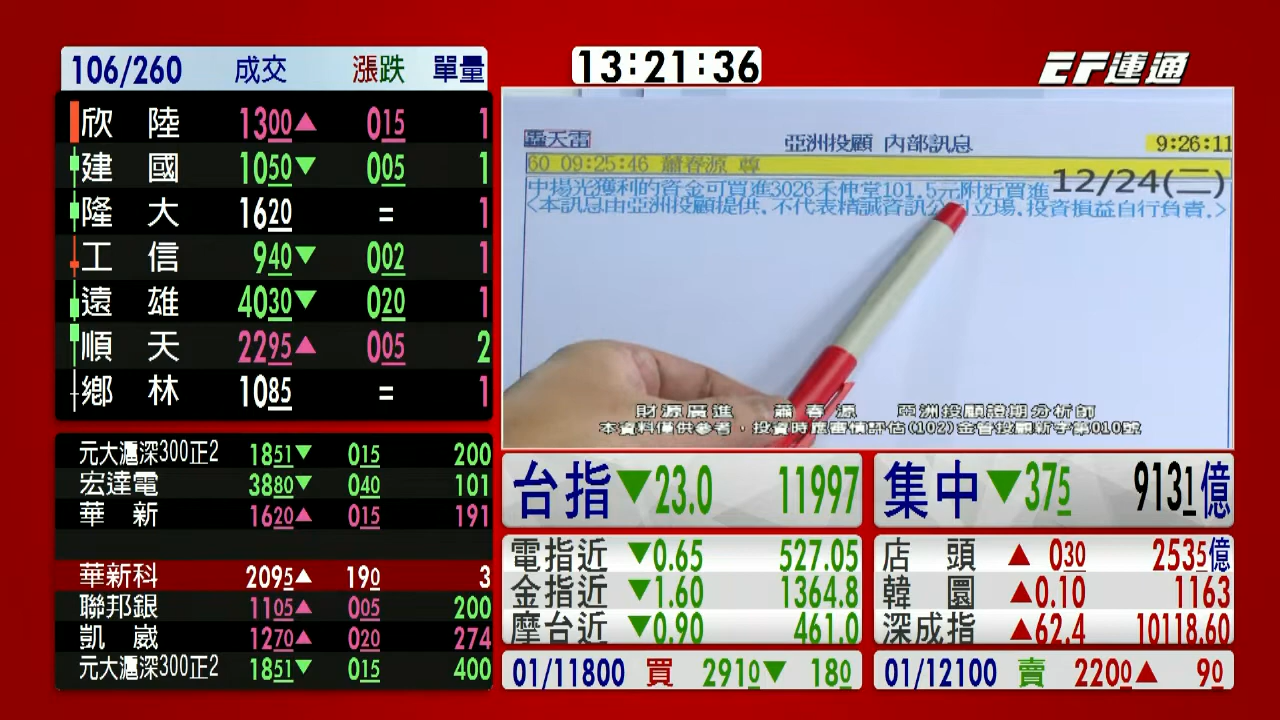 106/260 成交 漲跌 單量
欣陸 1300▲ 015 1
建國 1050▼ 005 1
隆大 1620 = 1
工信 940▼ 002 1
遠雄 4030▼ 020 1
順天 2295▲ 005 2
鄉林 1085 = 1
元大滬深300正2 1851▼ 015 200
宏達電 3880▼ 040 101
華新 1620▲ 015 191
華新科 2095▲ 190 3
聯邦銀 1105▲ 005 200
凱崴 1270▲ 020 274
元大滬深300正2 1851▼ 015 400
13:21:36
EF運通
轟天雷 亞洲投顧 內部訊息 9:26:11
60 09:25:46 蕭春源 尊
12/24(二)
中揚光獲利的資金可買進3026禾伸堂101.5元附近買進
<本訊息由亞洲投顧提供,不代表精誠資訊公司立場,投資損益自行負責.>
財源廣進 蕭春源 亞洲投顧證期分析師
本資料僅供參考，投資時應審慎評估(102)金管投顧新字第010號
台指▼23.0 11997
電指近 ▼0.65 527.05
金指近 ▼1.60 1364.8
摩台近 ▼0.90 461.0
01/11800 買 2910▼ 180
集中▼375 9131億
店頭 ▲ 030 2535億
韓圜 ▲0.10 1163
深成指 ▲62.4 10118.60
01/12100 賣 2200▲ 90